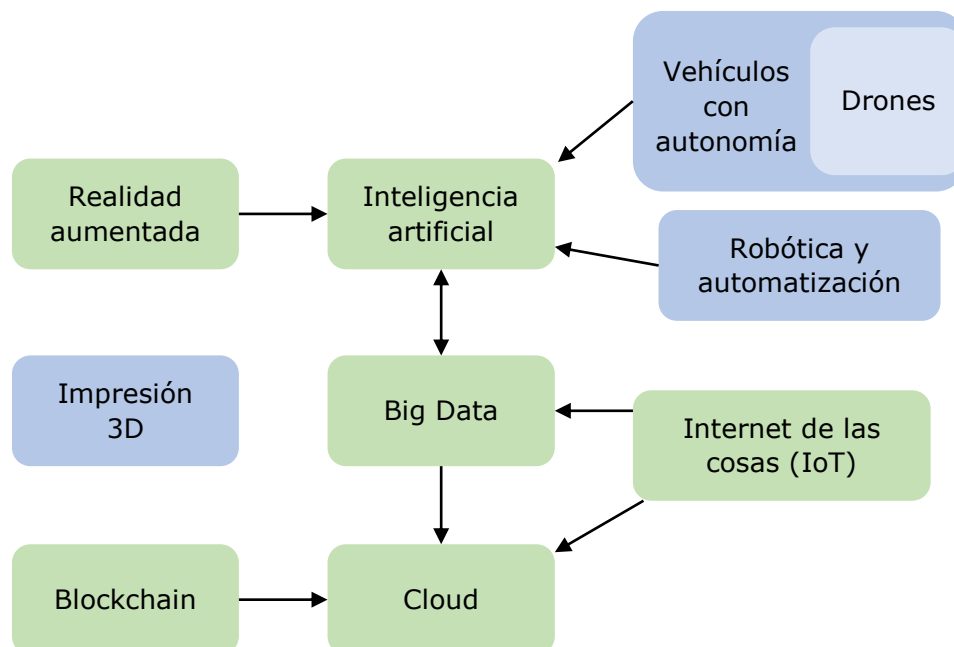 Vehículos
con
autonomía
Drones
Realidad
aumentada
Inteligencia
artificial
Robótica y
automatización
Impresión
3D
Big Data
Internet de las
cosas (IoT)
Blockchain
Cloud